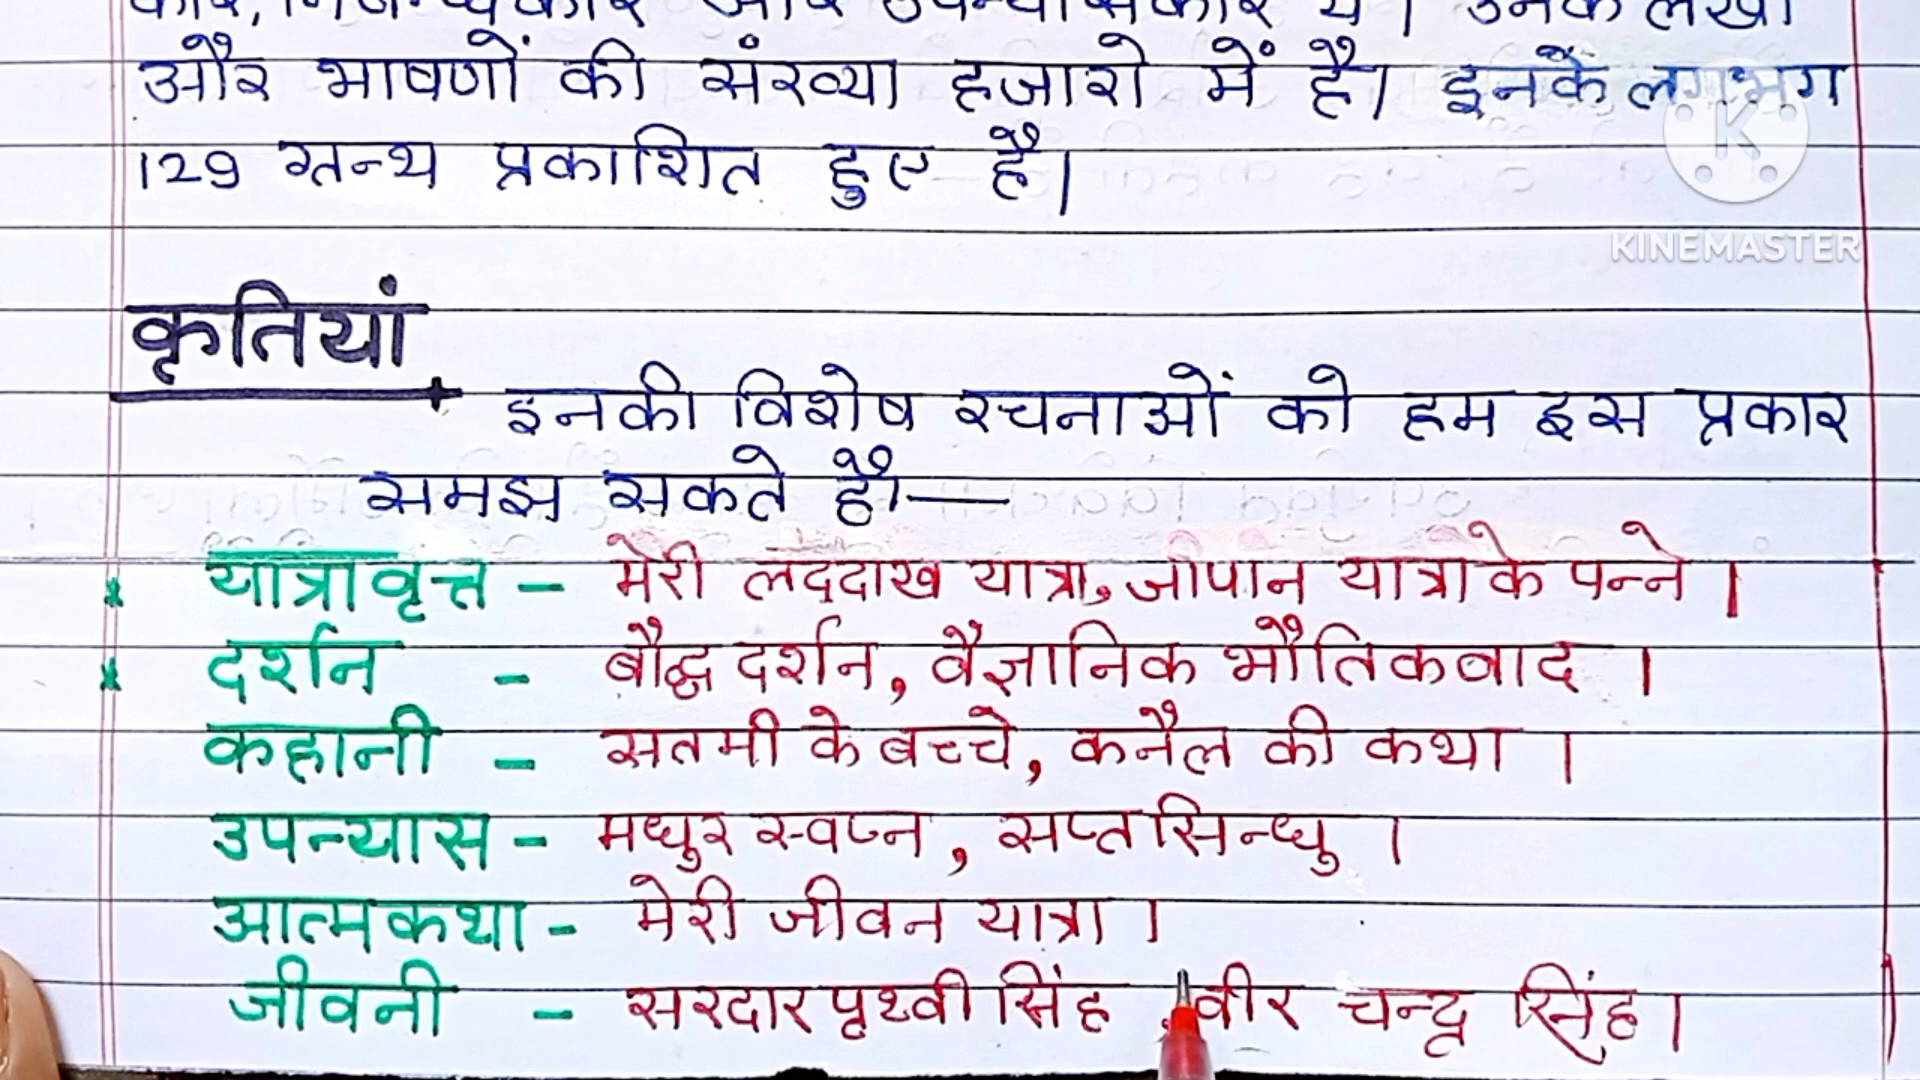 और भाषणों की संख्या हजारो में है। इनके लगभग
129 ग्रन्थ प्रकाशित हुए है।
K
KINEMASTER
कृतियां
इनकी विशेष रचनाओं को हम इस प्रकार
समझ सकते है।—
यात्रावृत्त – मेरी लद्दाख यात्रा, जापान यात्रा के पन्ने।
दर्शन - बौद्ध दर्शन, वैज्ञानिक भौतिकवाद।
कहानी - सतमी के बच्चे, कनैल की कथा।
उपन्यास - मधुर स्वप्न, सप्तसिन्धु।
आत्मकथा - मेरी जीवन यात्रा।
जीवनी - सरदार पृथ्वी सिंह, वीर चन्द्र सिंह।